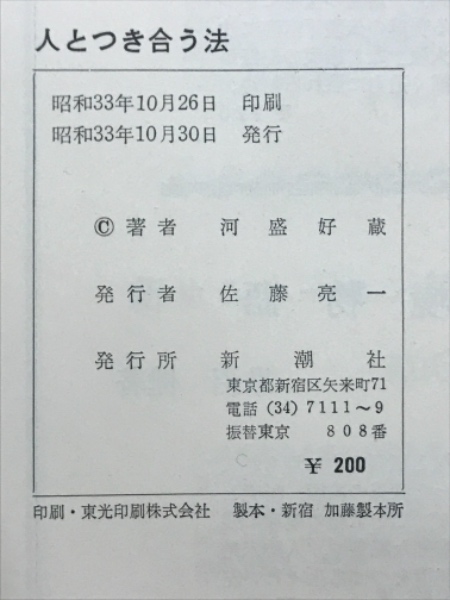 人とつき合う法
昭和33年10月26日 印刷
昭和33年10月30日 発行
Ⓒ著者 河盛好蔵
発行者 佐藤亮一
発行所 新潮社
東京都新宿区矢来町71
電話(34)7111～9
振替東京 808番
¥ 200
印刷・東光印刷株式会社 製本・新宿 加藤製本所